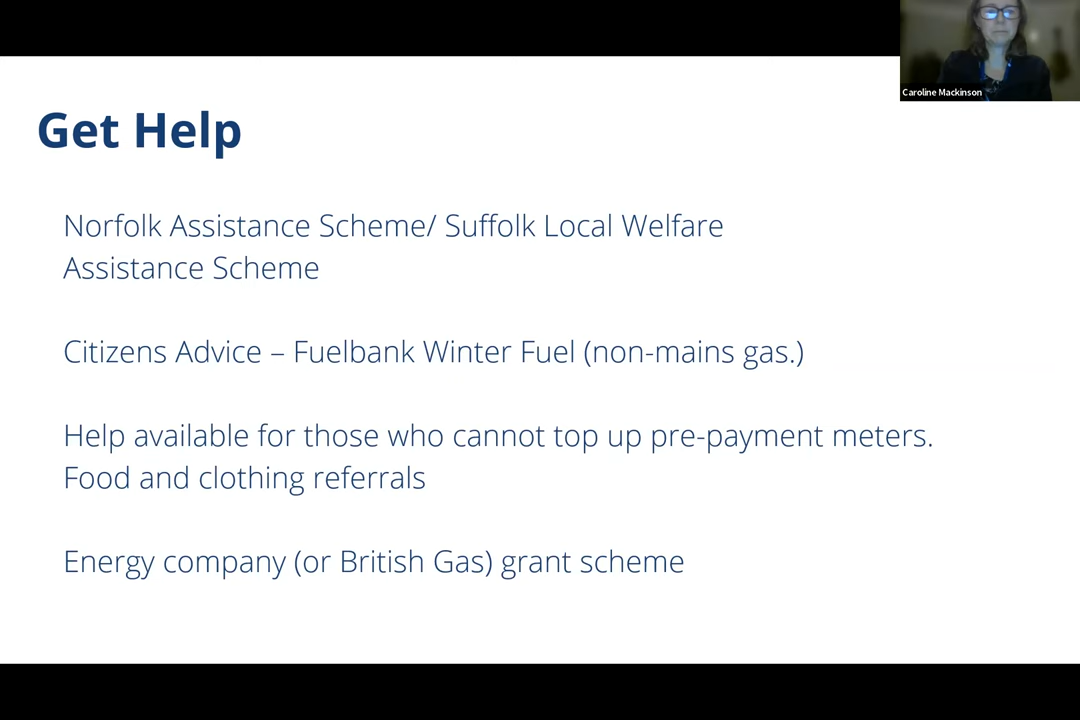 Caroline Mackinson
Get Help
Norfolk Assistance Scheme/ Suffolk Local Welfare
Assistance Scheme
Citizens Advice – Fuelbank Winter Fuel (non-mains gas.)
Help available for those who cannot top up pre-payment meters.
Food and clothing referrals
Energy company (or British Gas) grant scheme